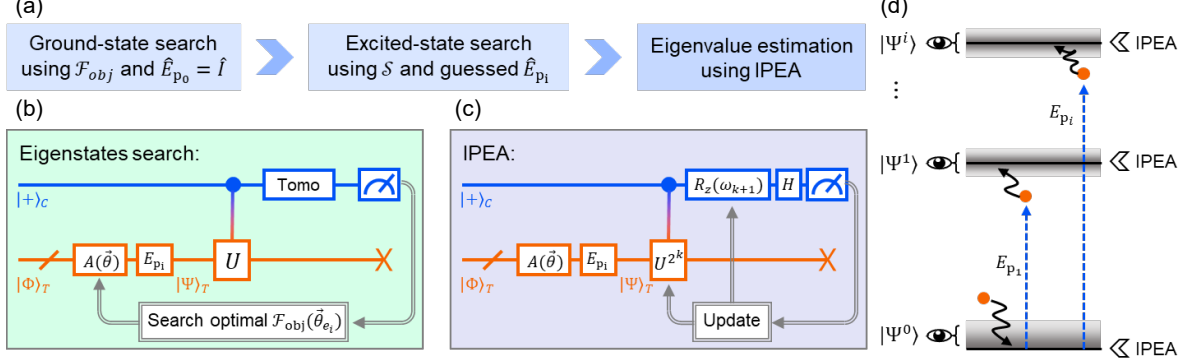 (a)
Ground-state search
using ℱ_obj and Ê_p₀ = Î
Excited-state search
using 𝒮 and guessed Ê_pᵢ
Eigenvalue estimation
using IPEA
(b)
Eigenstates search:
|+⟩_C
Tomo
|Φ⟩_T
A(θ⃗)
E_pᵢ
|Ψ⟩_T
U
Search optimal ℱ_obj(θ⃗_eᵢ)
(c)
IPEA:
|+⟩_C
R_z(ω_k+1)
H
|Φ⟩_T
A(θ⃗)
E_pᵢ
|Ψ⟩_T
U^2^k
Update
(d)
|Ψ^i⟩
IPEA
⋮
E_pᵢ
|Ψ^1⟩
IPEA
E_p₁
|Ψ^0⟩
IPEA